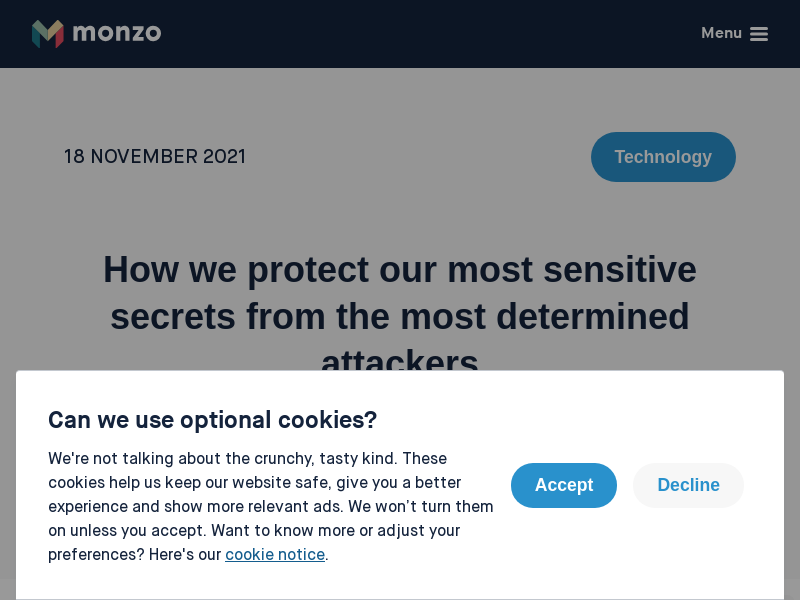 monzo
Menu
18 NOVEMBER 2021
Technology
How we protect our most sensitive
secrets from the most determined
attackers
Can we use optional cookies?
We're not talking about the crunchy, tasty kind. These
cookies help us keep our website safe, give you a better
experience and show more relevant ads. We won’t turn them
on unless you accept. Want to know more or adjust your
preferences? Here's our cookie notice.
Accept
Decline